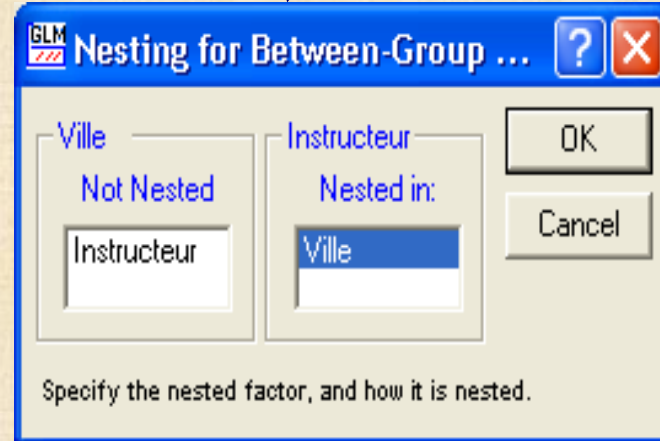 GLM
Nesting for Between-Group ...
Ville
Not Nested
Instructeur
Instructeur
Nested in:
Ville
OK
Cancel
Specify the nested factor, and how it is nested.